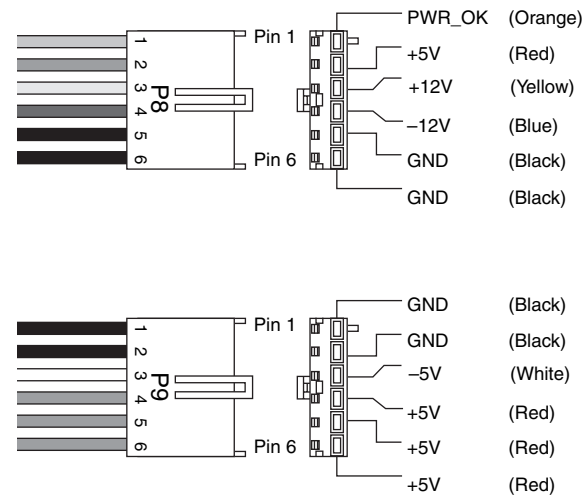 1
2
3
4
5
6
P8
Pin 1
Pin 6
PWR_OK (Orange)
+5V (Red)
+12V (Yellow)
–12V (Blue)
GND (Black)
GND (Black)
1
2
3
4
5
6
P9
Pin 1
Pin 6
GND (Black)
GND (Black)
–5V (White)
+5V (Red)
+5V (Red)
+5V (Red)